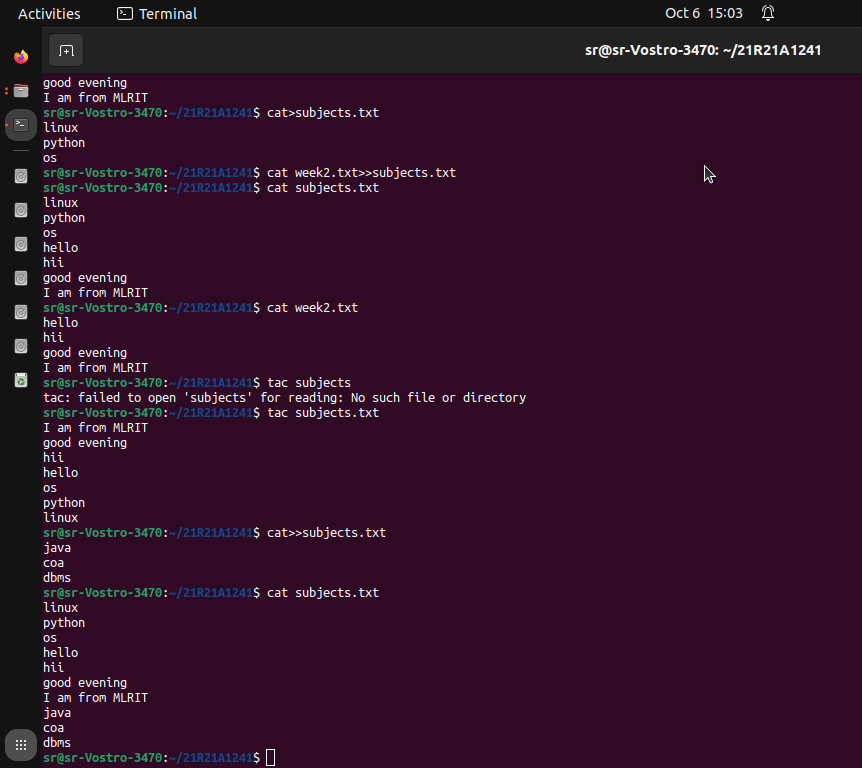 Activities Terminal Oct 6 15:03
sr@sr-Vostro-3470: ~/21R21A1241
good evening
I am from MLRIT
sr@sr-Vostro-3470:~/21R21A1241$ cat>subjects.txt
linux
python
os
sr@sr-Vostro-3470:~/21R21A1241$ cat week2.txt>>subjects.txt
sr@sr-Vostro-3470:~/21R21A1241$ cat subjects.txt
linux
python
os
hello
hii
good evening
I am from MLRIT
sr@sr-Vostro-3470:~/21R21A1241$ cat week2.txt
hello
hii
good evening
I am from MLRIT
sr@sr-Vostro-3470:~/21R21A1241$ tac subjects
tac: failed to open 'subjects' for reading: No such file or directory
sr@sr-Vostro-3470:~/21R21A1241$ tac subjects.txt
I am from MLRIT
good evening
hii
hello
os
python
linux
sr@sr-Vostro-3470:~/21R21A1241$ cat>>subjects.txt
java
coa
dbms
sr@sr-Vostro-3470:~/21R21A1241$ cat subjects.txt
linux
python
os
hello
hii
good evening
I am from MLRIT
java
coa
dbms
sr@sr-Vostro-3470:~/21R21A1241$